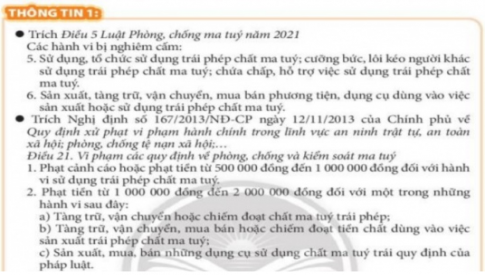 THÔNG TIN 1:
● Trích Điều 5 Luật Phòng, chống ma tuý năm 2021
Các hành vi bị nghiêm cấm:
5. Sử dụng, tổ chức sử dụng trái phép chất ma tuý; cưỡng bức, lôi kéo người khác
sử dụng trái phép chất ma tuý; chứa chấp, hỗ trợ việc sử dụng trái phép chất
ma tuý.
6. Sản xuất, tàng trữ, vận chuyển, mua bán phương tiện, dụng cụ dùng vào việc
sản xuất hoặc sử dụng trái phép chất ma tuý.
● Trích Nghị định số 167/2013/NĐ-CP ngày 12/11/2013 của Chính phủ về
Quy định xử phạt vi phạm hành chính trong lĩnh vực an ninh trật tự, an toàn
xã hội; phòng, chống tệ nạn xã hội;...
Điều 21. Vi phạm các quy định về phòng, chống và kiểm soát ma tuý
1. Phạt cảnh cáo hoặc phạt tiền từ 500 000 đồng đến 1 000 000 đồng đối với hành
vi sử dụng trái phép chất ma tuý.
2. Phạt tiền từ 1 000 000 đồng đến 2 000 000 đồng đối với một trong những
hành vi sau đây:
a) Tàng trữ, vận chuyển hoặc chiếm đoạt chất ma tuý trái phép;
b) Tàng trữ, vận chuyển, mua bán hoặc chiếm đoạt tiền chất dùng vào việc
sản xuất trái phép chất ma tuý;
c) Sản xuất, mua, bán những dụng cụ sử dụng chất ma tuý trái quy định của
pháp luật.